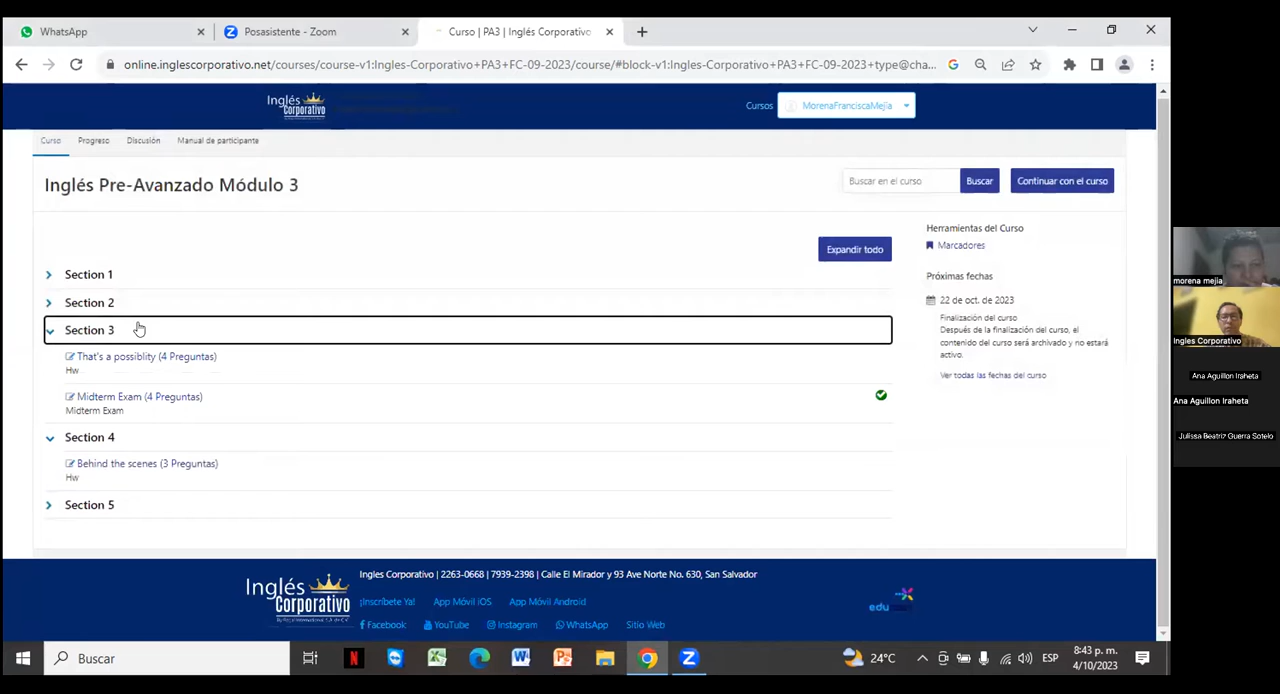 WhatsApp
Posasistente - Zoom
Curso | PA3 | Inglés Corporativo
online.inglescorporativo.net/courses/course-v1:Ingles-Corporativo+PA3+FC-09-2023/course/#block-v1:Ingles-Corporativo+PA3+FC-09-2023+type@cha...
Inglés
Corporativo
Cursos
MorenaFranciscaMejía
Curso
Progreso
Discusión
Manual de participante
Inglés Pre-Avanzado Módulo 3
Buscar en el curso
Buscar
Continuar con el curso
Expandir todo
Section 1
Section 2
Section 3
That's a possiblity (4 Preguntas)
Hw
Midterm Exam (4 Preguntas)
Midterm Exam
Section 4
Behind the scenes (3 Preguntas)
Hw
Section 5
Herramientas del Curso
Marcadores
Próximas fechas
22 de oct. de 2023
Finalización del curso
Después de la finalización del curso, el
contenido del curso será archivado y no estará
activo.
Ver todas las fechas del curso
morena mejia
Ingles Corporativo
Ana Aguillon Iraheta
Ana Aguillon Iraheta
Julissa Beatriz Guerra Sotelo
Inglés
Corporativo
Ingles Corporativo | 2263-0668 | 7939-2398 | Calle El Mirador y 93 Ave Norte No. 630, San Salvador
¡Inscríbete Ya!
App Móvil iOS
App Móvil Android
Facebook
YouTube
Instagram
WhatsApp
Sitio Web
edu
Buscar
24°C
ESP
8:43 p. m.
4/10/2023